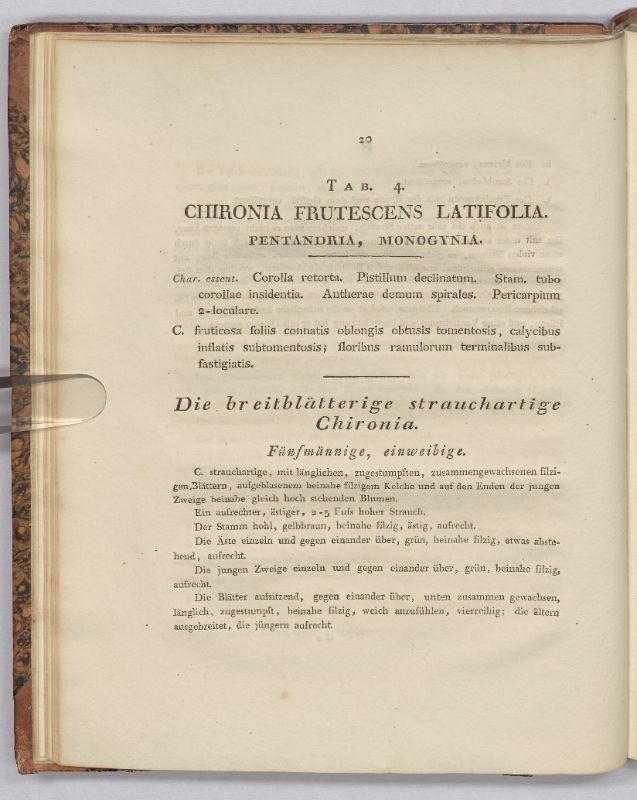 20
TAB. 4.
CHIRONIA FRUTESCENS LATIFOLIA.
PENTANDRIA, MONOGYNIA.
Char. essent. Corolla retorta. Pistillum declinatum. Stam. tubo
corollae insidentia. Antherae demum spirales. Pericarpium
2-loculare.
C. fruticosa foliis connatis oblongis obtusis tomentosis, calycibus
inflatis subtomentosis; floribus ramulorum terminalibus sub-
fastigiatis.
Die breitblätterige strauchartige
Chironia.
Fünfmännige, einweibige.
C. strauchartige, mit länglichen, zugestumpften, zusammengewachsenen filzi-
gen Blättern, aufgeblasenem beinahe filzigem Kelche und auf den Enden der jungen
Zweige beinahe gleich hoch stehenden Blumen.
Ein aufrechter, ästiger, 2-5 Fuſs hoher Strauch.
Der Stamm hohl, gelbbraun, beinahe filzig, ästig, aufrecht.
Die Äste einzeln und gegen einander über, grün, beinahe filzig, etwas abste-
hend, aufrecht.
Die jungen Zweige einzeln und gegen einander über, grün, beinahe filzig,
aufrecht.
Die Blätter aufsitzend, gegen einander über, unten zusammen gewachsen,
länglich, zugestumpft, beinahe filzig, weich anzufühlen, vierreihig; die ältern
ausgebreitet, die jüngern aufrecht.